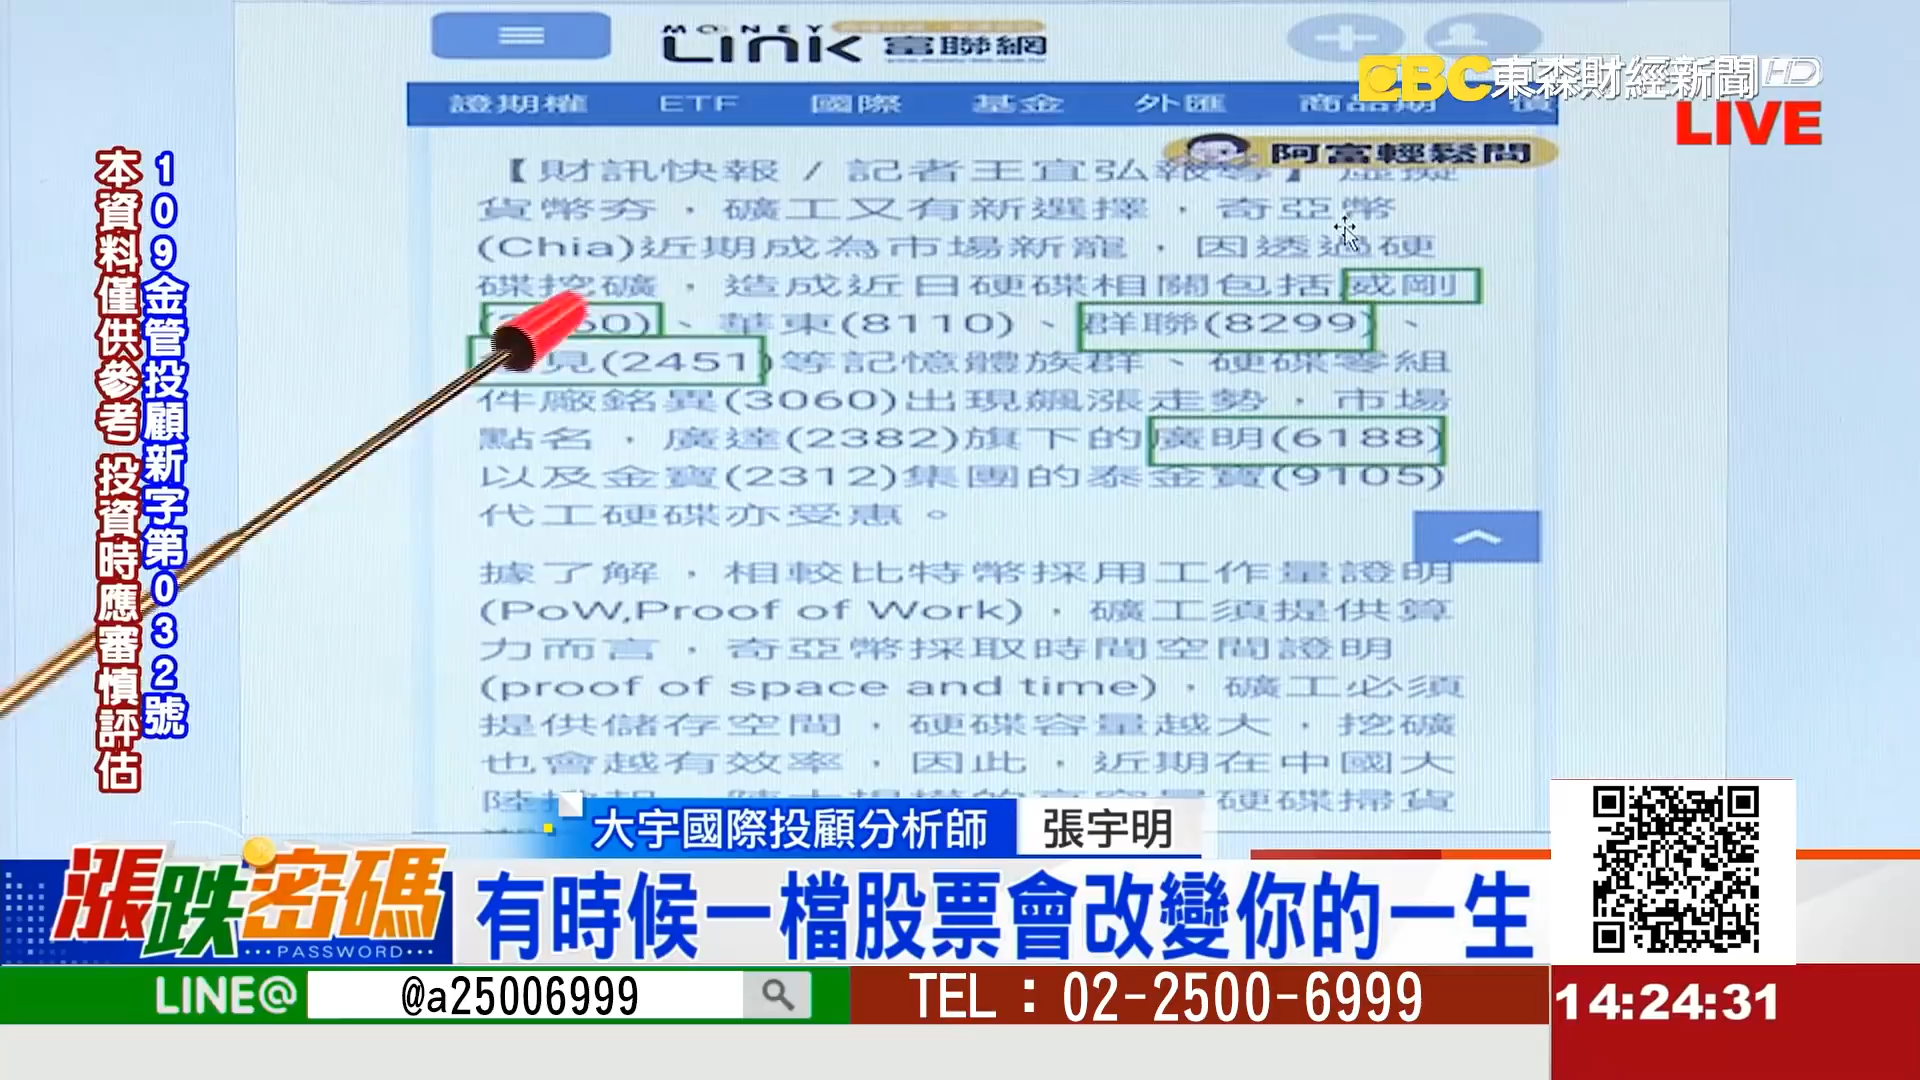 MONEY
LINK 富聯網
EBC 東森財經新聞 HD
LIVE
證期權 ETF 國際 基金 外匯 商品期 債
阿富輕鬆問
【財訊快報/記者王宜弘報導】虛擬
貨幣夯,礦工又有新選擇,奇亞幣
(Chia)近期成為市場新寵,因透過硬
碟挖礦,造成近日硬碟相關包括威剛
60)、華東(8110)、群聯(8299)、
見(2451)等記憶體族群、硬碟零組
件廠銘異(3060)出現飆漲走勢,市場
點名,廣達(2382)旗下的廣明(6188)
以及金寶(2312)集團的泰金寶(9105)
代工硬碟亦受惠。
據了解,相較比特幣採用工作量證明
(PoW,Proof of Work),礦工須提供算
力而言,奇亞幣採取時間空間證明
(proof of space and time),礦工必須
提供儲存空間,硬碟容量越大,挖礦
也會越有效率,因此,近期在中國大
硬碟掃貨
109金管投顧新字第032號
本資料僅供參考 投資時應審慎評估
大宇國際投顧分析師 張宇明
漲跌密碼
PASSWORD
有時候一檔股票會改變你的一生
LINE@ @a25006999
TEL:02-2500-6999
14:24:31